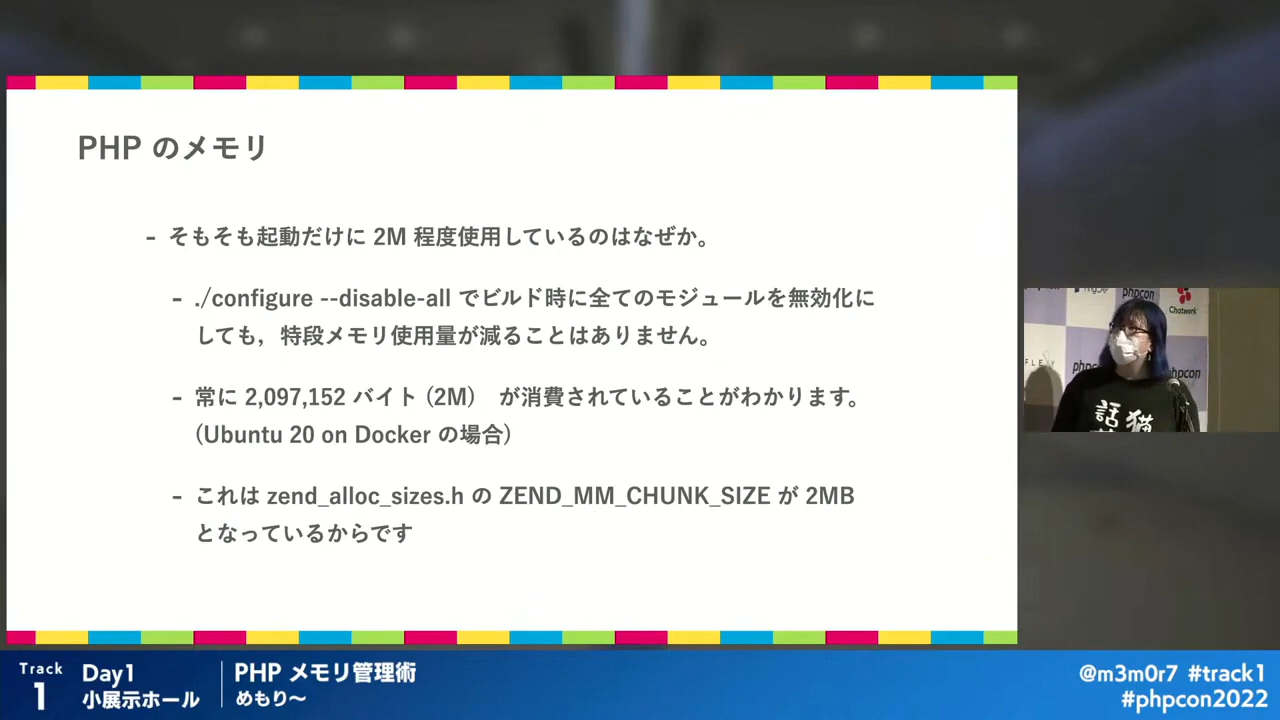 PHP のメモリ
- そもそも起動だけに 2M 程度使用しているのはなぜか。
- ./configure --disable-all でビルド時に全てのモジュールを無効化に
しても，特段メモリ使用量が減ることはありません。
- 常に 2,097,152 バイト (2M)　が消費されていることがわかります。
(Ubuntu 20 on Docker の場合)
- これは zend_alloc_sizes.h の ZEND_MM_CHUNK_SIZE が 2MB
となっているからです
phpcon
Chatwork
phpcon
猫
話
Track
1
Day1
小展示ホール
PHP メモリ管理術
めもり〜
@m3m0r7 #track1
#phpcon2022